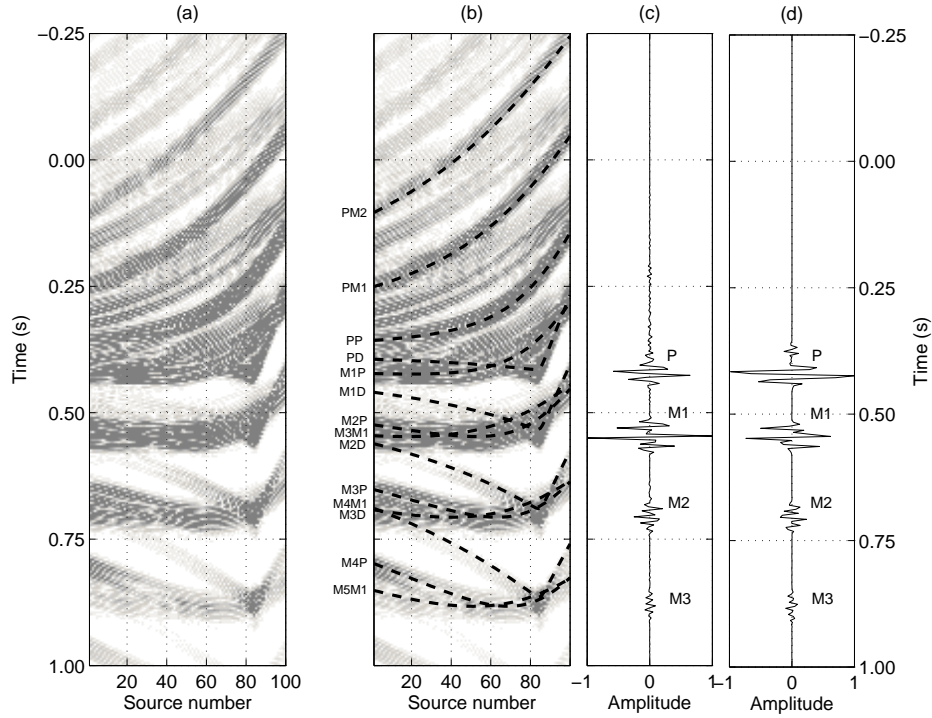 (a)
(b)
(c)
(d)
−0.25
0.00
0.25
0.50
0.75
1.00
Time (s)
20 40 60 80 100
Source number
PM2
PM1
PP
PD
M1P
M1D
M2P
M3M1
M2D
M3P
M4M1
M3D
M4P
M5M1
20 40 60 80
Source number
P
M1
M2
M3
−1 0 1
Amplitude
P
M1
M2
M3
−1 0 1
Amplitude
−0.25
0.00
0.25
0.50
0.75
1.00
Time (s)